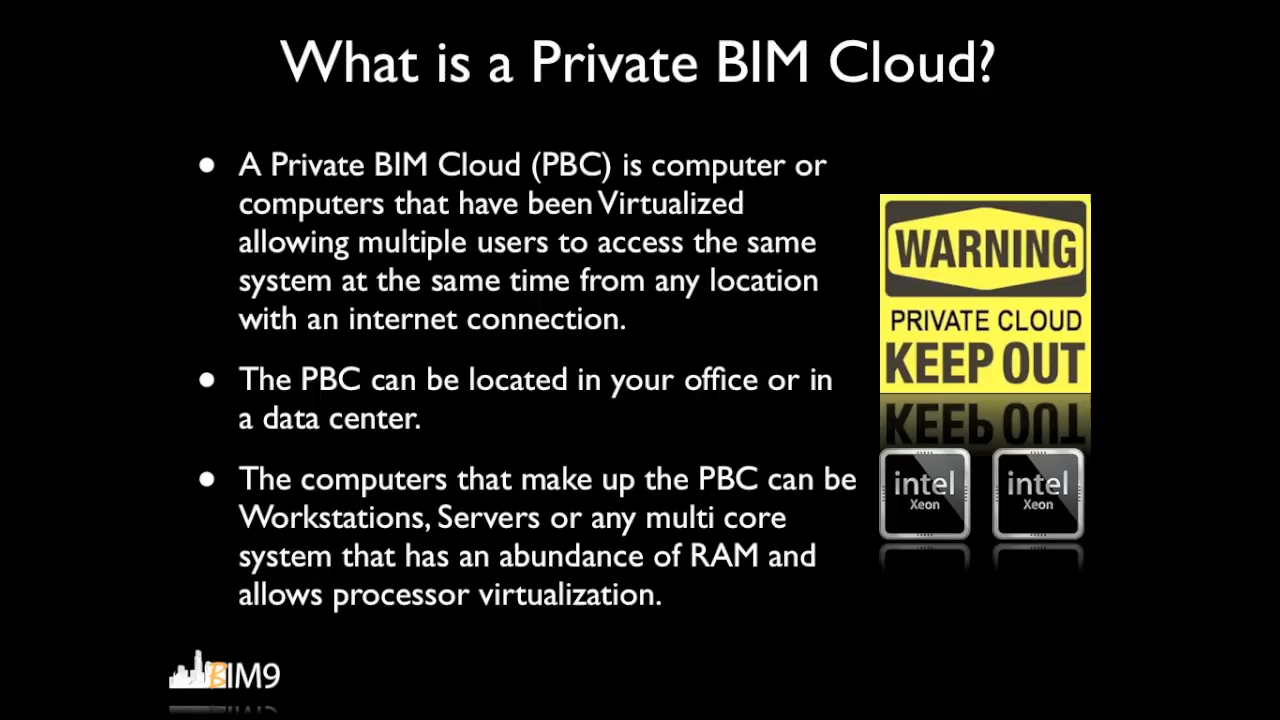 What is a Private BIM Cloud?
● A Private BIM Cloud (PBC) is computer or
computers that have been Virtualized
allowing multiple users to access the same
system at the same time from any location
with an internet connection.
● The PBC can be located in your office or in
a data center.
● The computers that make up the PBC can be
Workstations, Servers or any multi core
system that has an abundance of RAM and
allows processor virtualization.
WARNING
PRIVATE CLOUD
KEEP OUT
intel
Xeon
intel
Xeon
BIM9